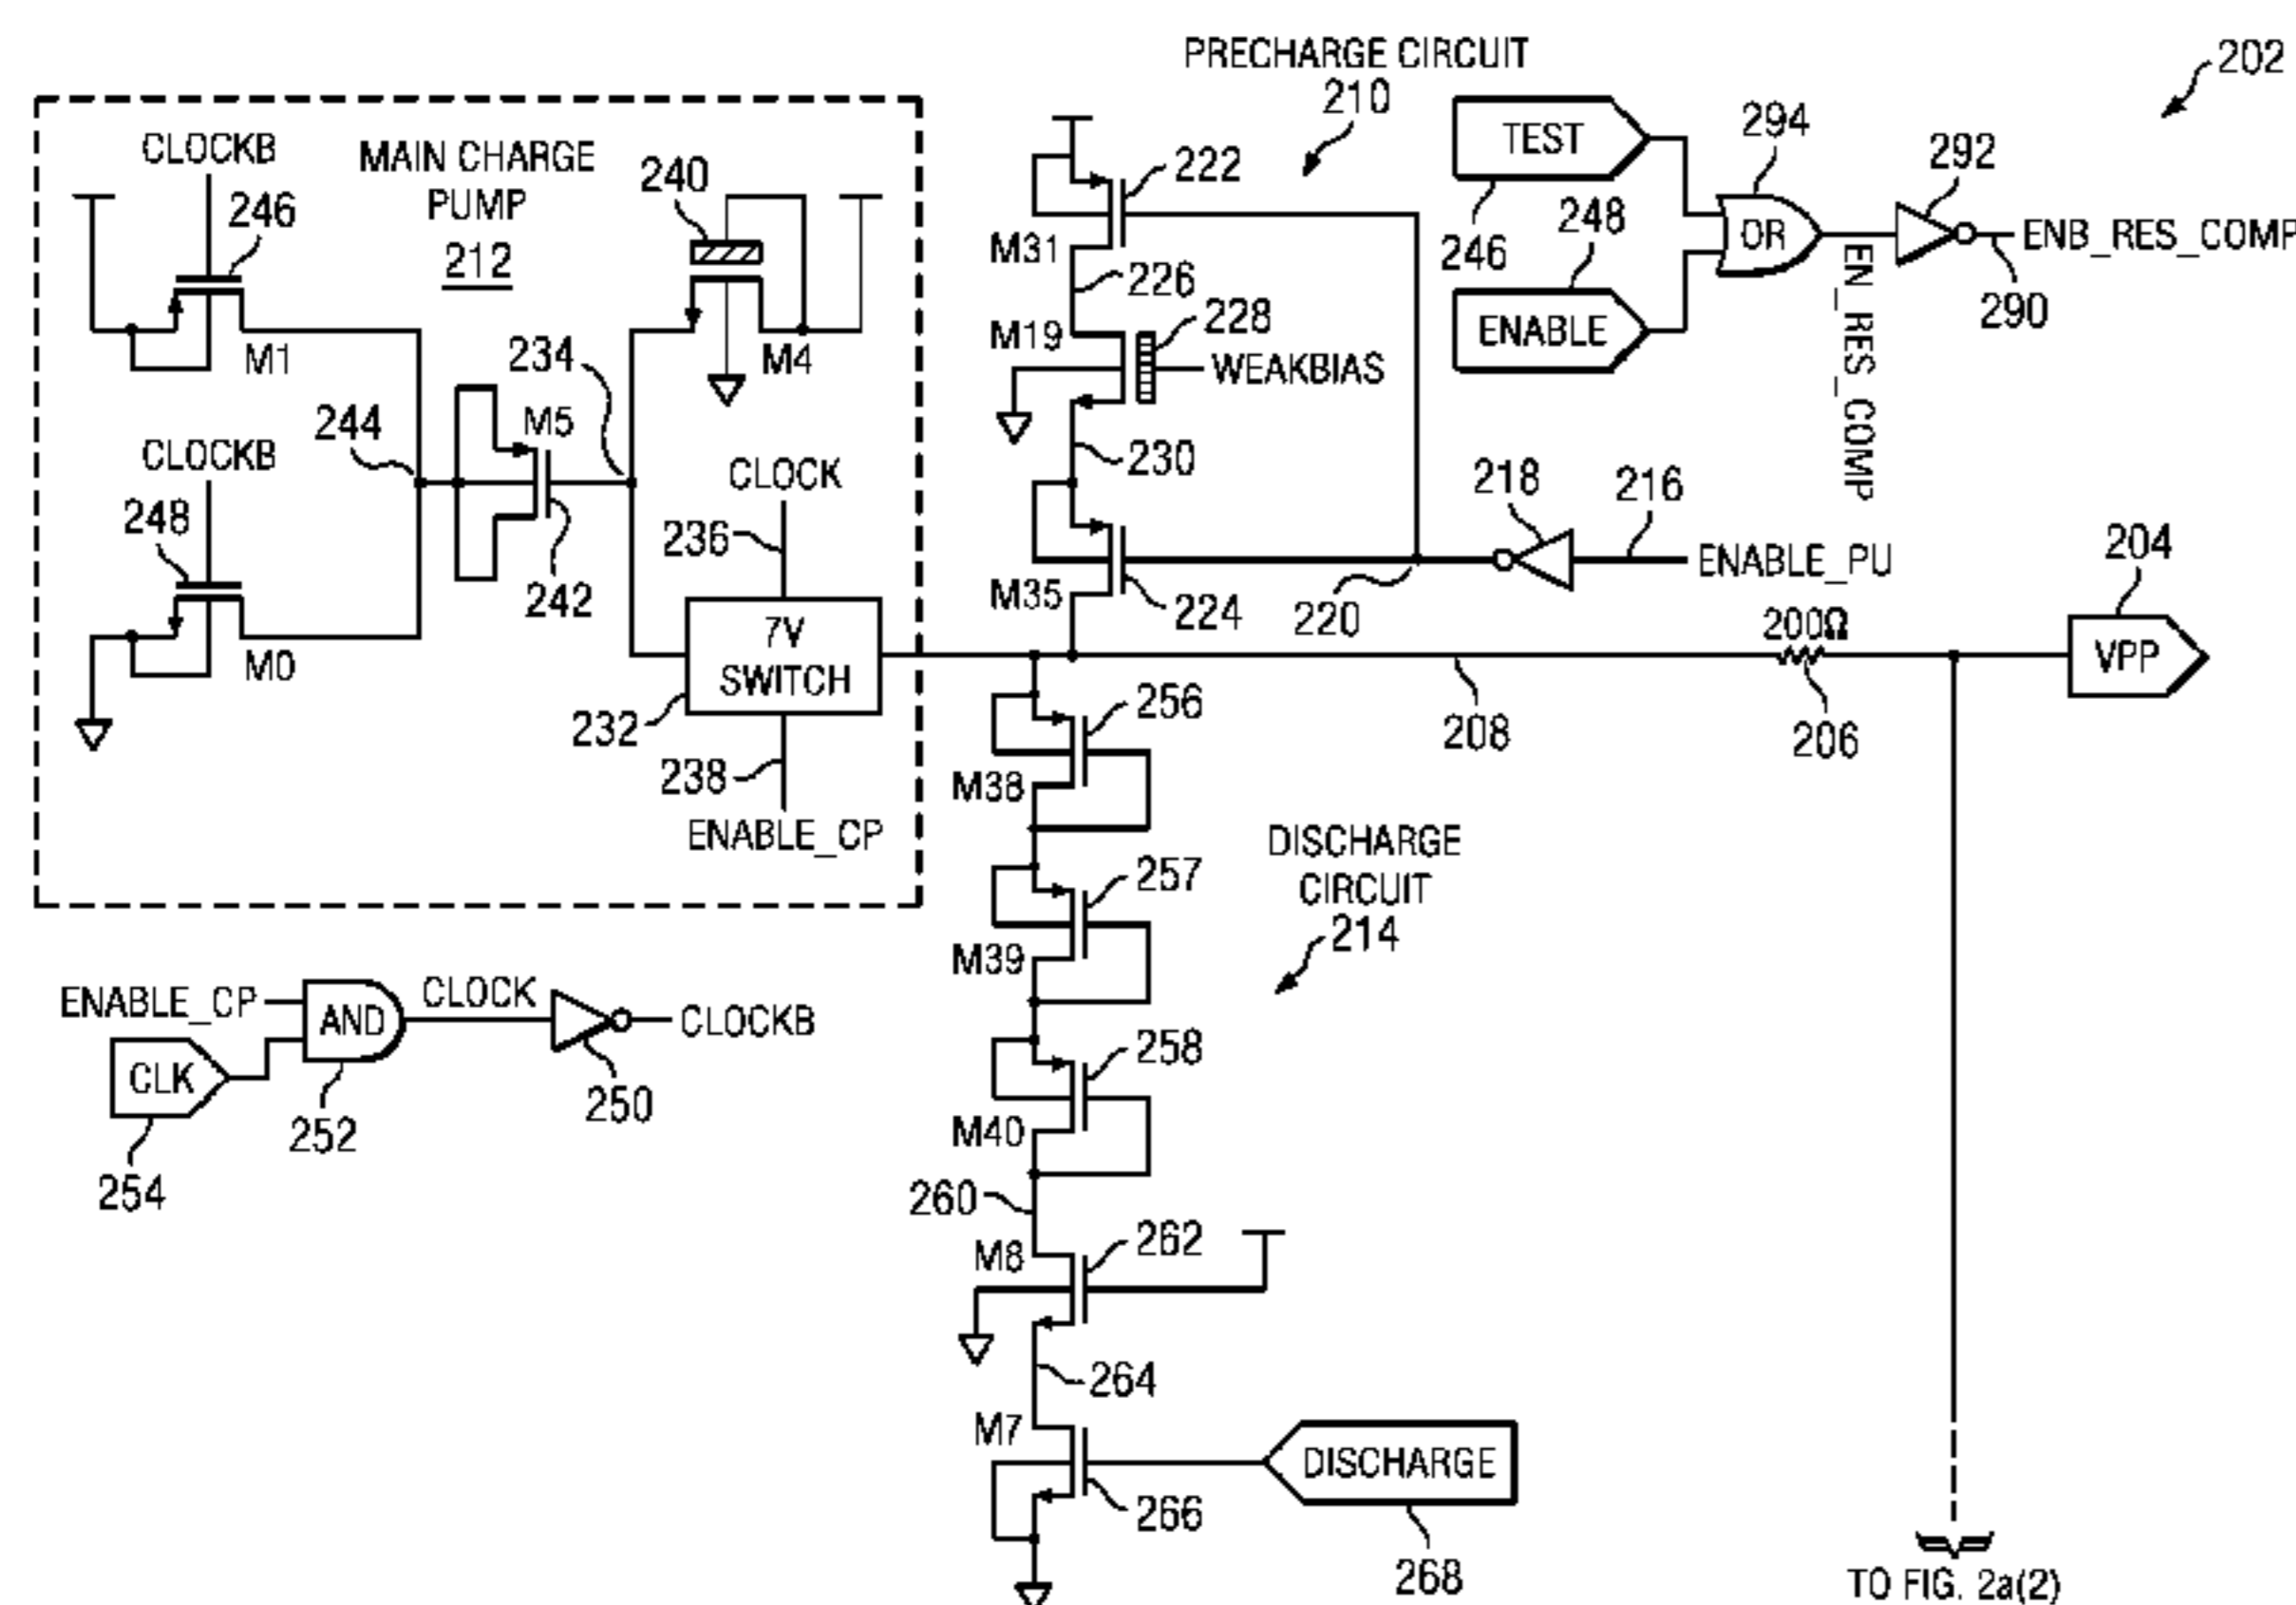 PRECHARGE CIRCUIT
210
202
MAIN CHARGE
PUMP
212
CLOCKB
246
M1
240
M4
244
CLOCKB
248
M0
M5
242
234
CLOCK
236
7V
SWITCH
232
238
ENABLE_CP
222
M31
226
M19
228
WEAKBIAS
230
M35
224
220
218
216
ENABLE_PU
TEST
246
248
ENABLE
294
OR
EN_RES_COMP
292
ENB_RES_COMP
290
200Ω
206
208
204
VPP
256
M38
257
M39
258
M40
DISCHARGE
CIRCUIT
214
ENABLE_CP
AND
CLOCK
CLOCKB
CLK
254
252
250
260
M8
262
264
M7
266
DISCHARGE
268
TO FIG. 2a(2)